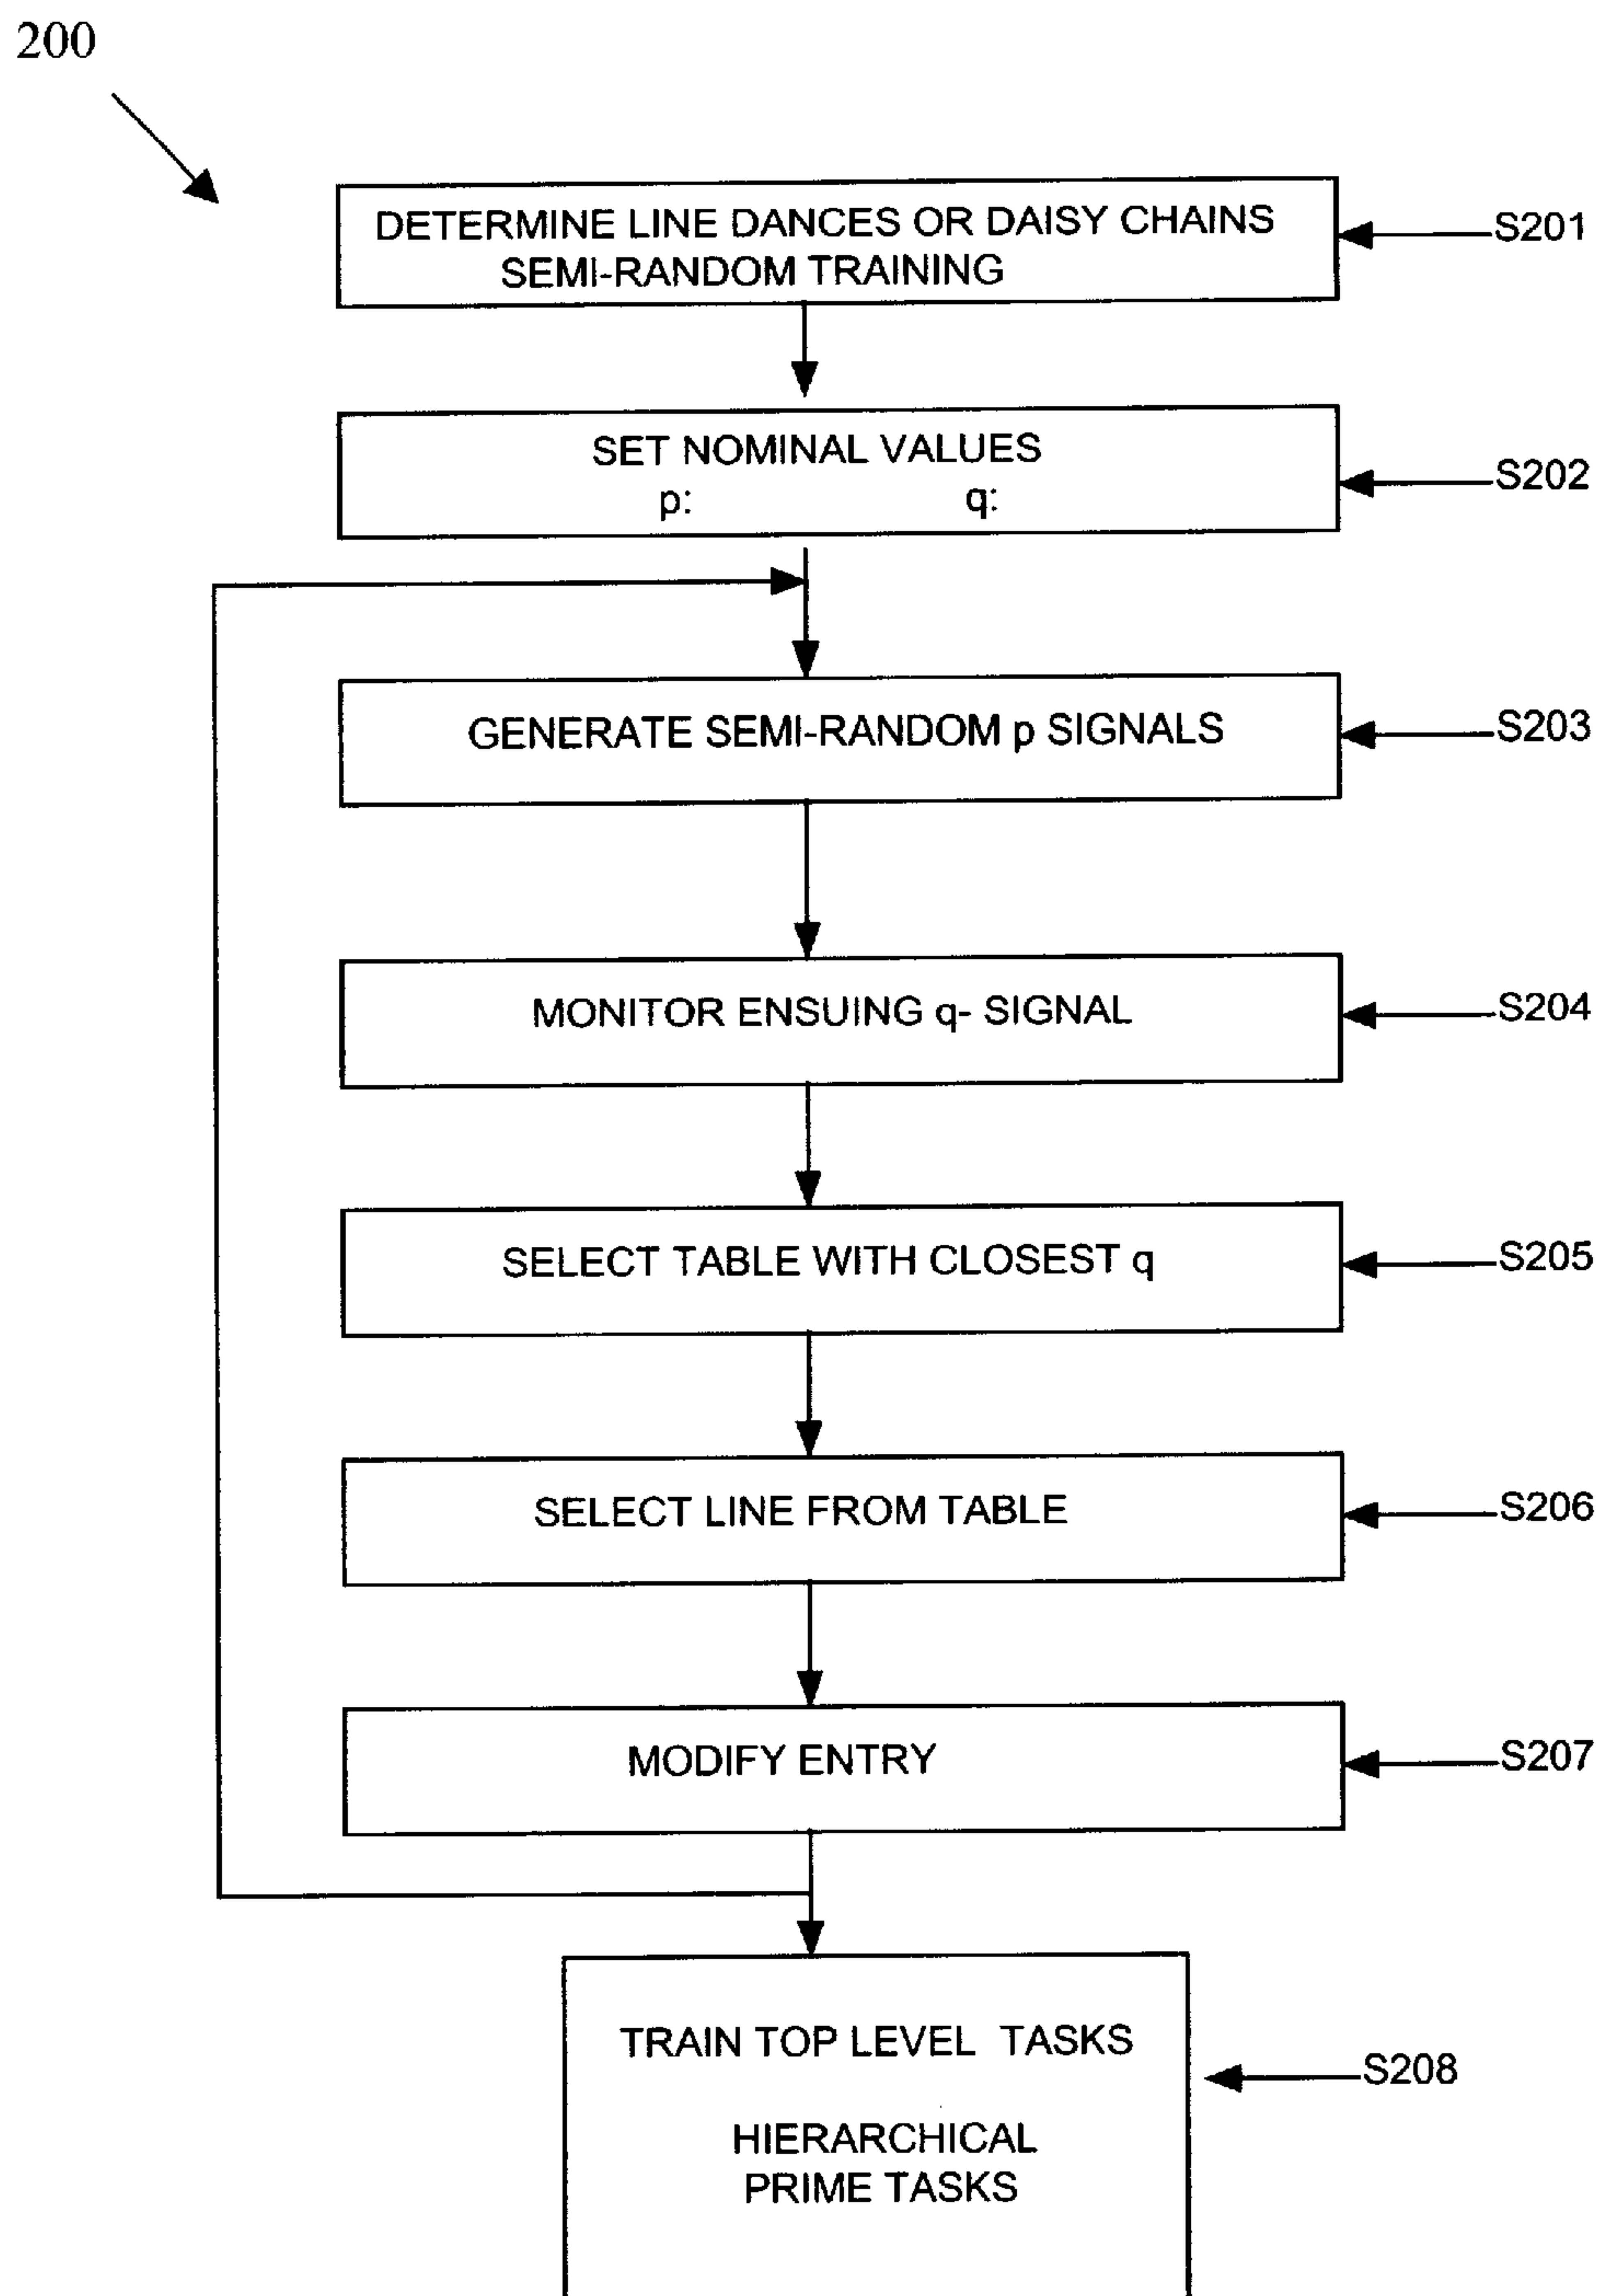 200
DETERMINE LINE DANCES OR DAISY CHAINS
SEMI-RANDOM TRAINING
S201
SET NOMINAL VALUES
p: q:
S202
GENERATE SEMI-RANDOM p SIGNALS
S203
MONITOR ENSUING q- SIGNAL
S204
SELECT TABLE WITH CLOSEST q
S205
SELECT LINE FROM TABLE
S206
MODIFY ENTRY
S207
TRAIN TOP LEVEL TASKS
S208
HIERARCHICAL
PRIME TASKS